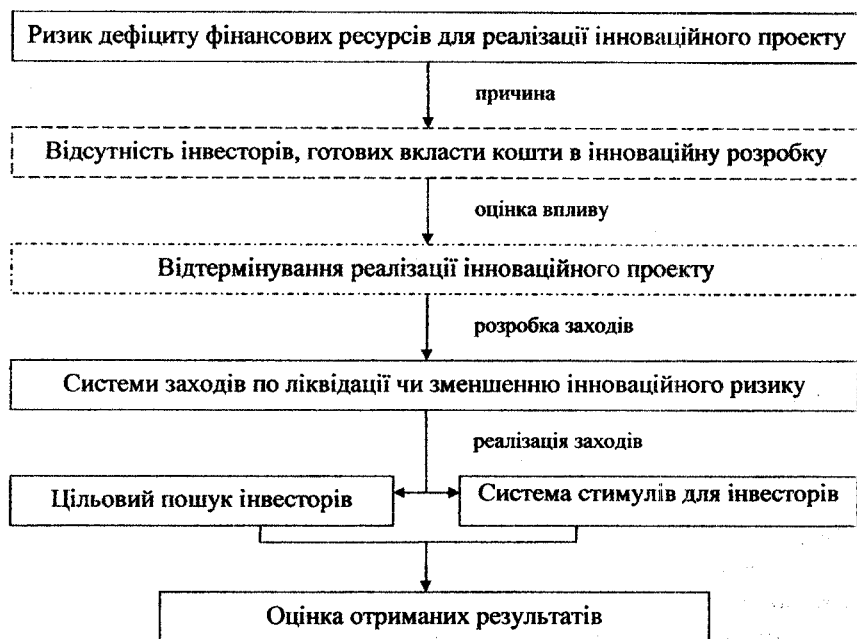 Ризик дефіциту фінансових ресурсів для реалізації інноваційного проекту
причина
Відсутність інвесторів, готових вкласти кошти в інноваційну розробку
оцінка впливу
Відтермінування реалізації інноваційного проекту
розробка заходів
Системи заходів по ліквідації чи зменшенню інноваційного ризику
реалізація заходів
Цільовий пошук інвесторів
Система стимулів для інвесторів
Оцінка отриманих результатів